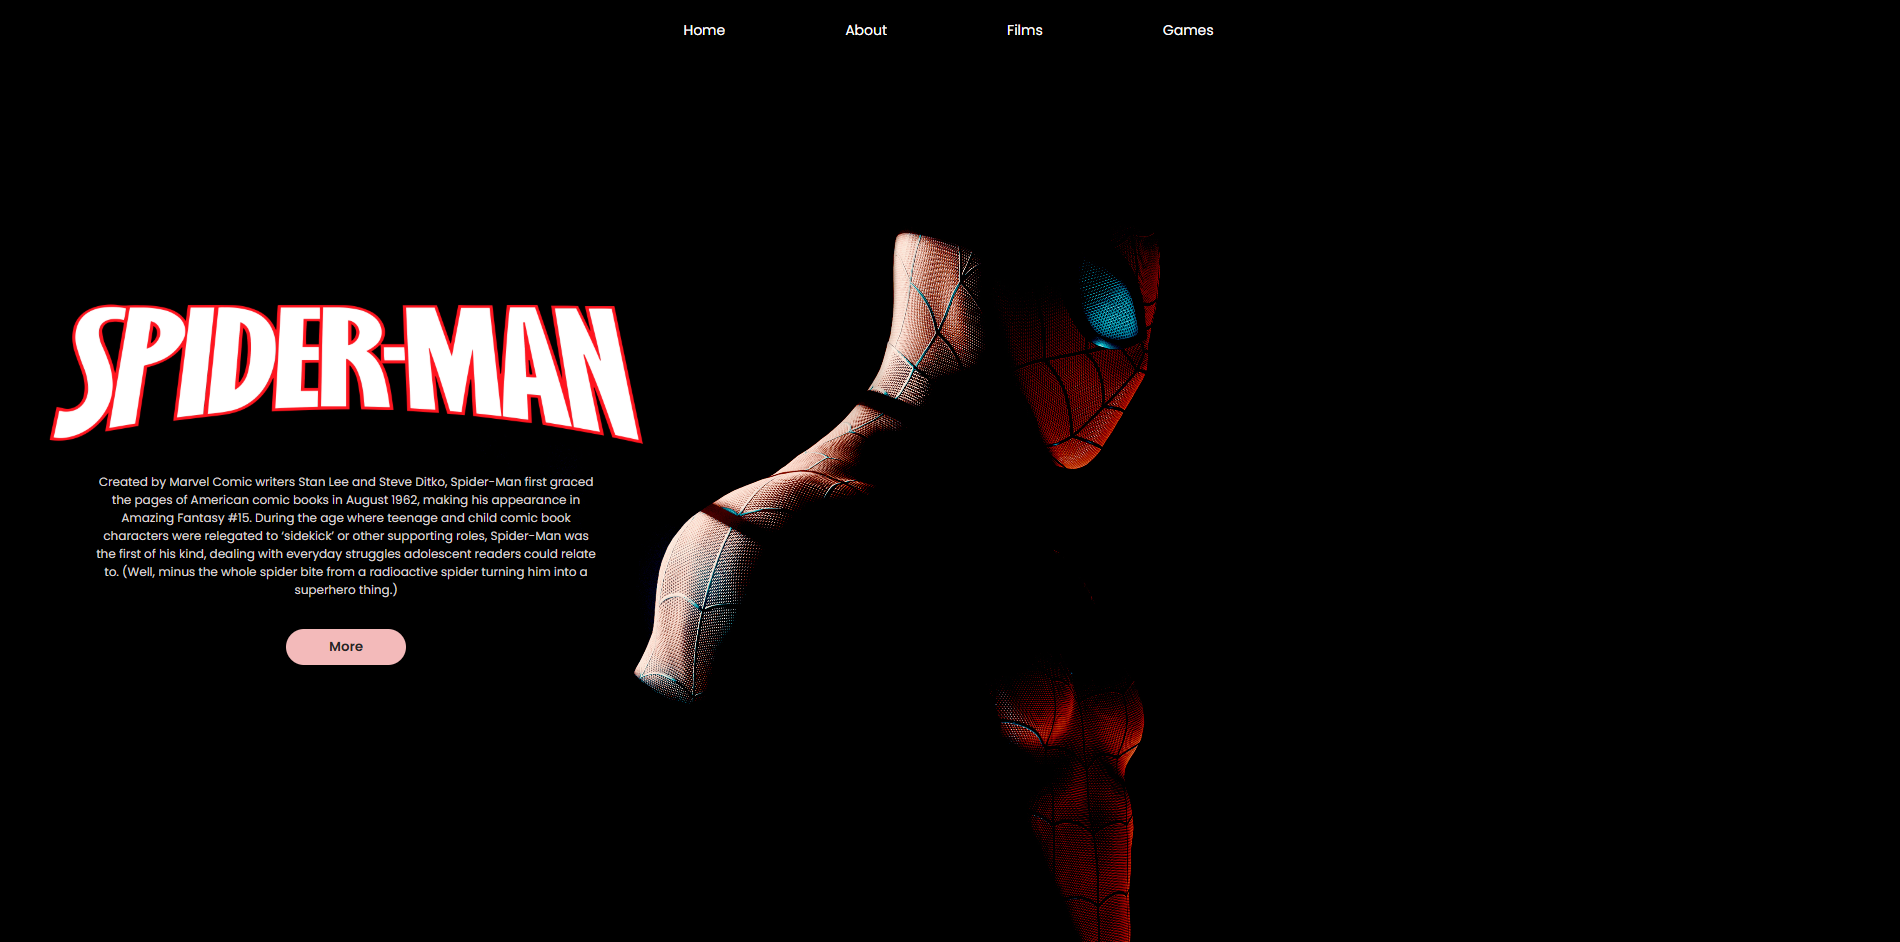 Home About Films Games
SPIDER-MAN
Created by Marvel Comic writers Stan Lee and Steve Ditko, Spider-Man first graced
the pages of American comic books in August 1962, making his appearance in
Amazing Fantasy #15. During the age where teenage and child comic book
characters were relegated to ‘sidekick’ or other supporting roles, Spider-Man was
the first of his kind, dealing with everyday struggles adolescent readers could relate
to. (Well, minus the whole spider bite from a radioactive spider turning him into a
superhero thing.)
More